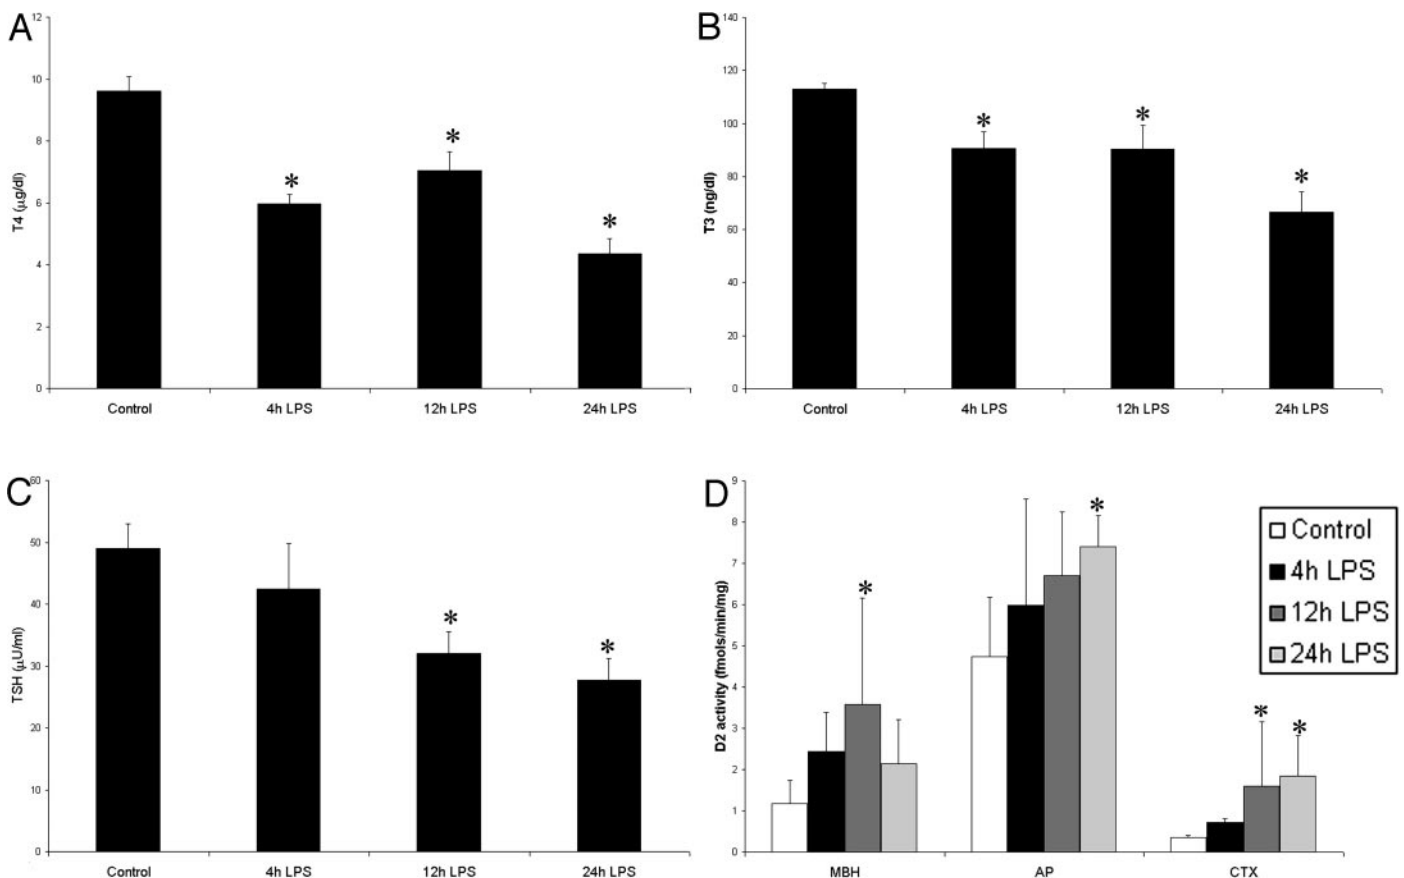 A
12
10
8
6
4
2
0
T4 (µg/dl)
*
*
*
Control 4h LPS 12h LPS 24h LPS
B
140
120
100
80
60
40
20
0
T3 (ng/dl)
*
*
*
Control 4h LPS 12h LPS 24h LPS
C
60
50
40
30
20
10
0
TSH (µU/ml)
*
*
Control 4h LPS 12h LPS 24h LPS
D
9
8
7
6
5
4
3
2
1
0
D2 activity (fmols/min/mg)
*
*
*
*
MBH AP CTX
Control
4h LPS
12h LPS
24h LPS